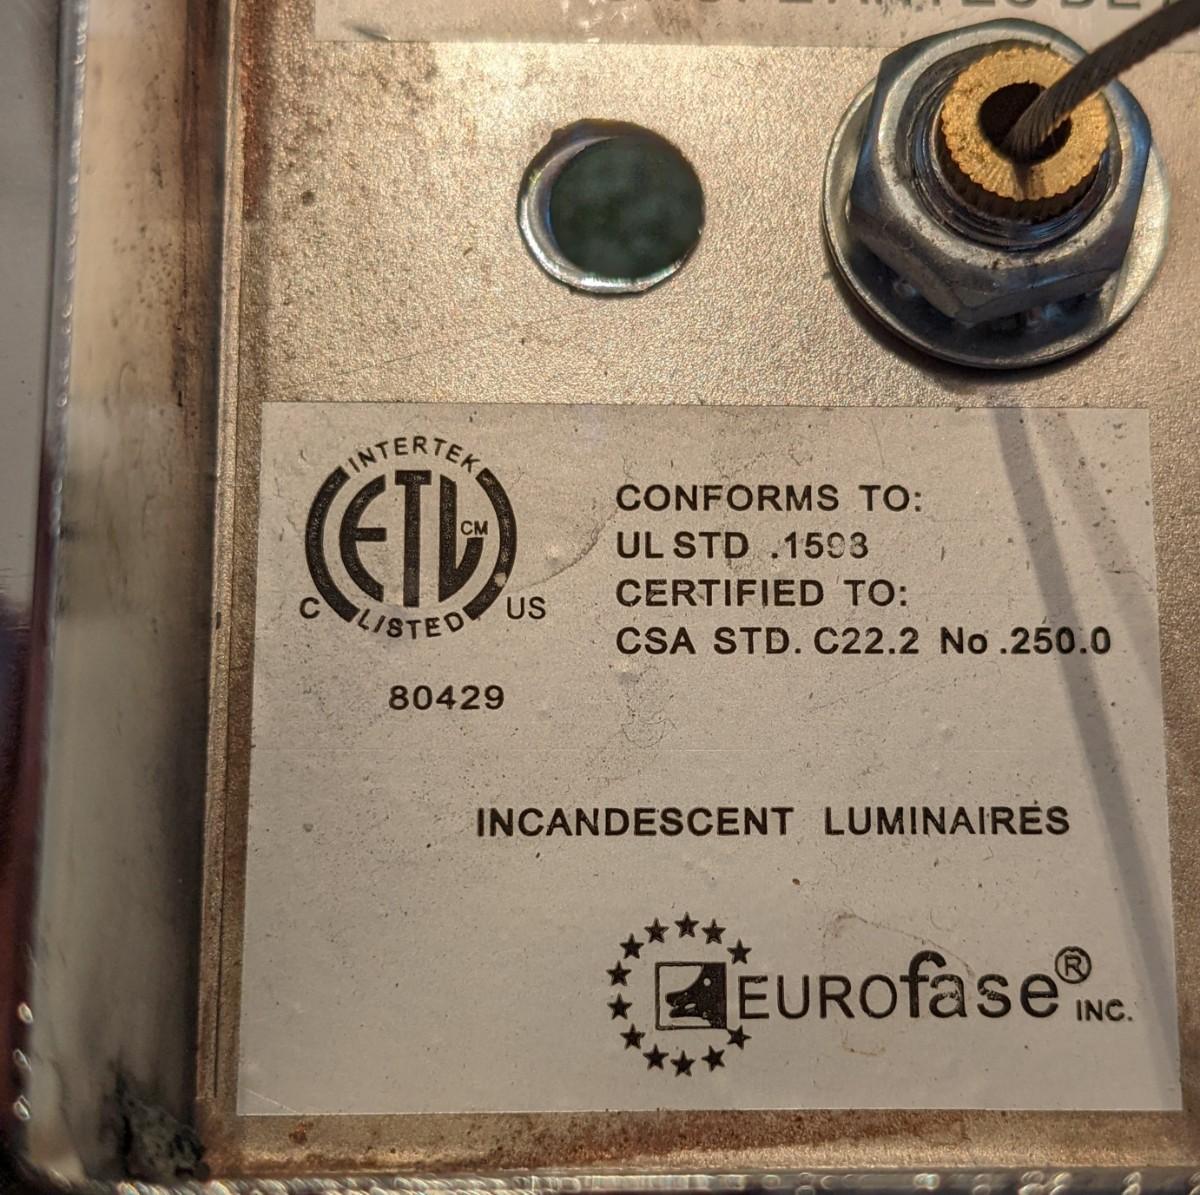 INTERTEK
ETL CM
C LISTED US
80429
CONFORMS TO:
UL STD .1598
CERTIFIED TO:
CSA STD. C22.2 No .250.0
INCANDESCENT LUMINAIRES
EUROfase® INC.